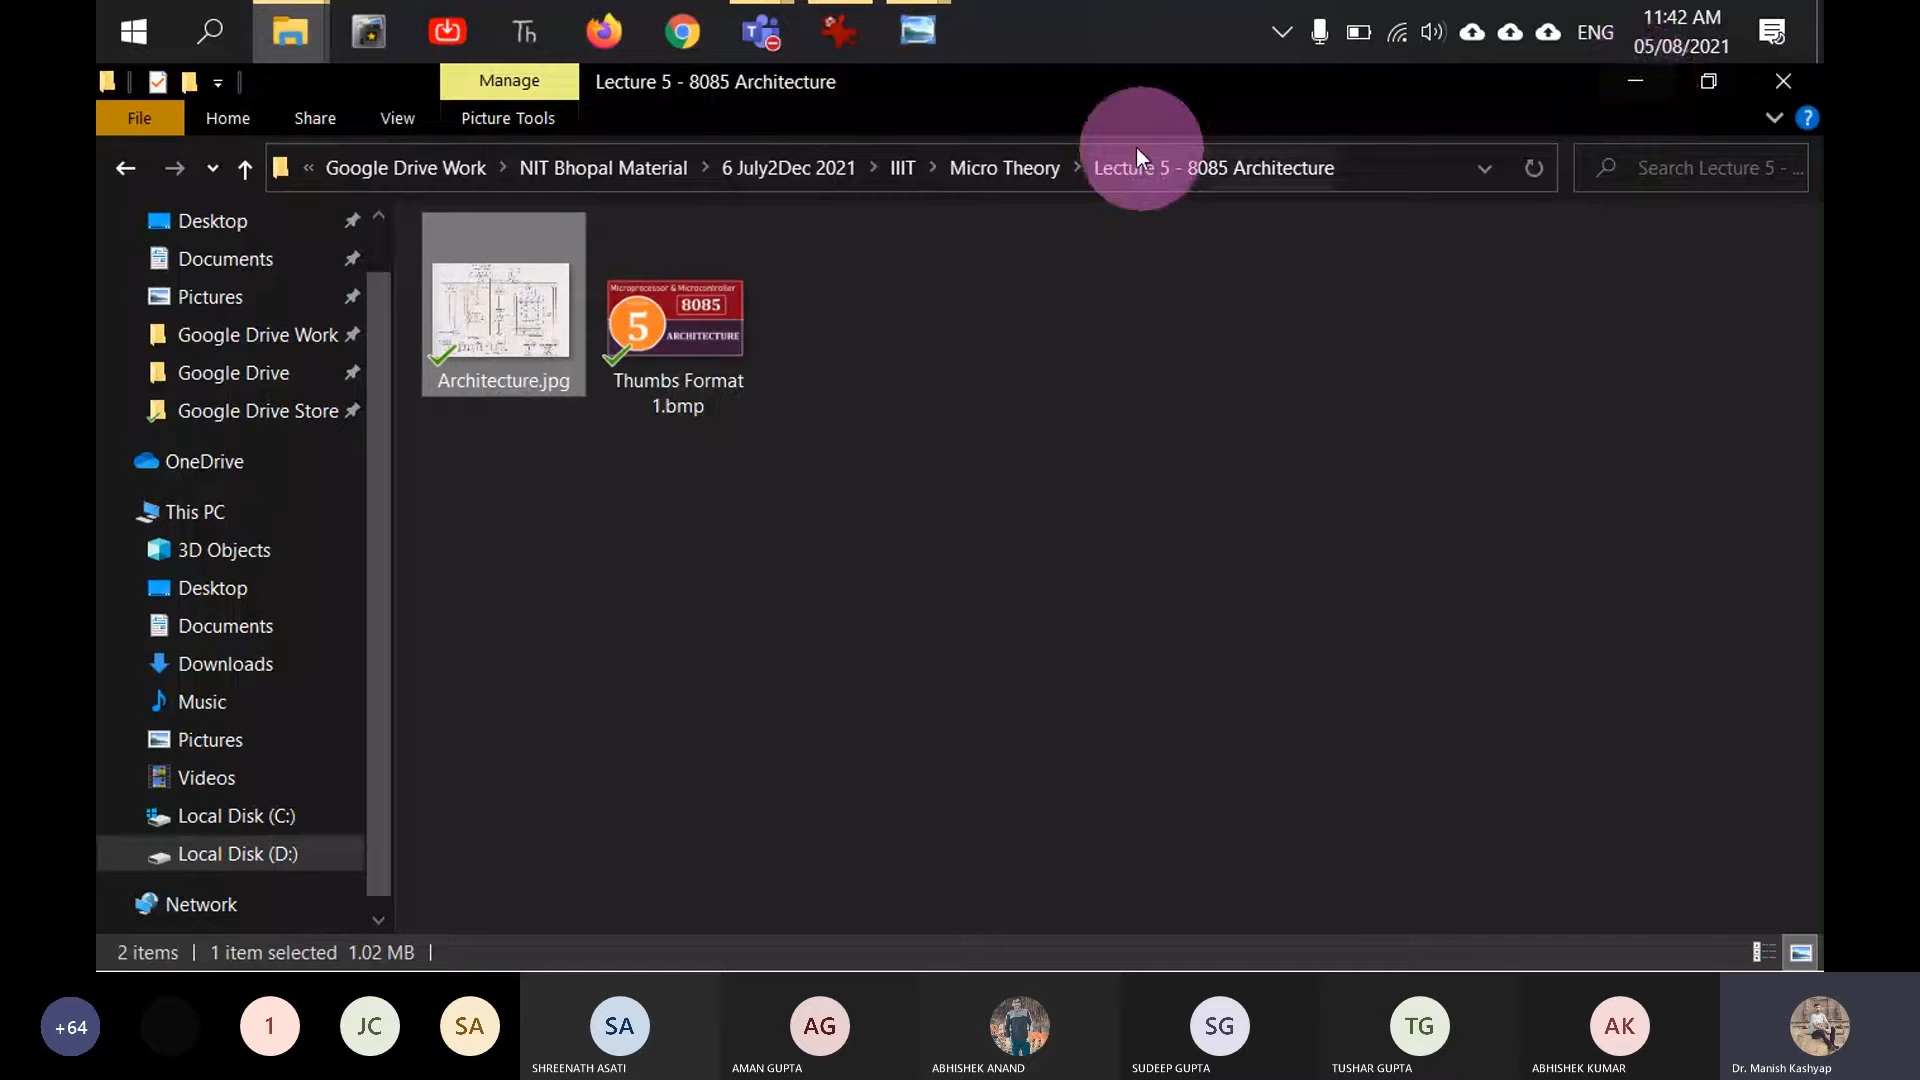 Th
ENG
11:42 AM
05/08/2021
Manage
Lecture 5 - 8085 Architecture
File
Home
Share
View
Picture Tools
?
« Google Drive Work > NIT Bhopal Material > 6 July2Dec 2021 > IIIT > Micro Theory > Lecture 5 - 8085 Architecture
Search Lecture 5 - ...
Desktop
Documents
Pictures
Google Drive Work
Google Drive
Google Drive Store
OneDrive
This PC
3D Objects
Desktop
Documents
Downloads
Music
Pictures
Videos
Local Disk (C:)
Local Disk (D:)
Network
Architecture.jpg
Microprocessor & Microcontroller
8085
5
ARCHITECTURE
Thumbs Format
1.bmp
2 items
1 item selected 1.02 MB
+64
1
JC
SA
SA
SHREENATH ASATI
AG
AMAN GUPTA
ABHISHEK ANAND
SG
SUDEEP GUPTA
TG
TUSHAR GUPTA
AK
ABHISHEK KUMAR
Dr. Manish Kashyap